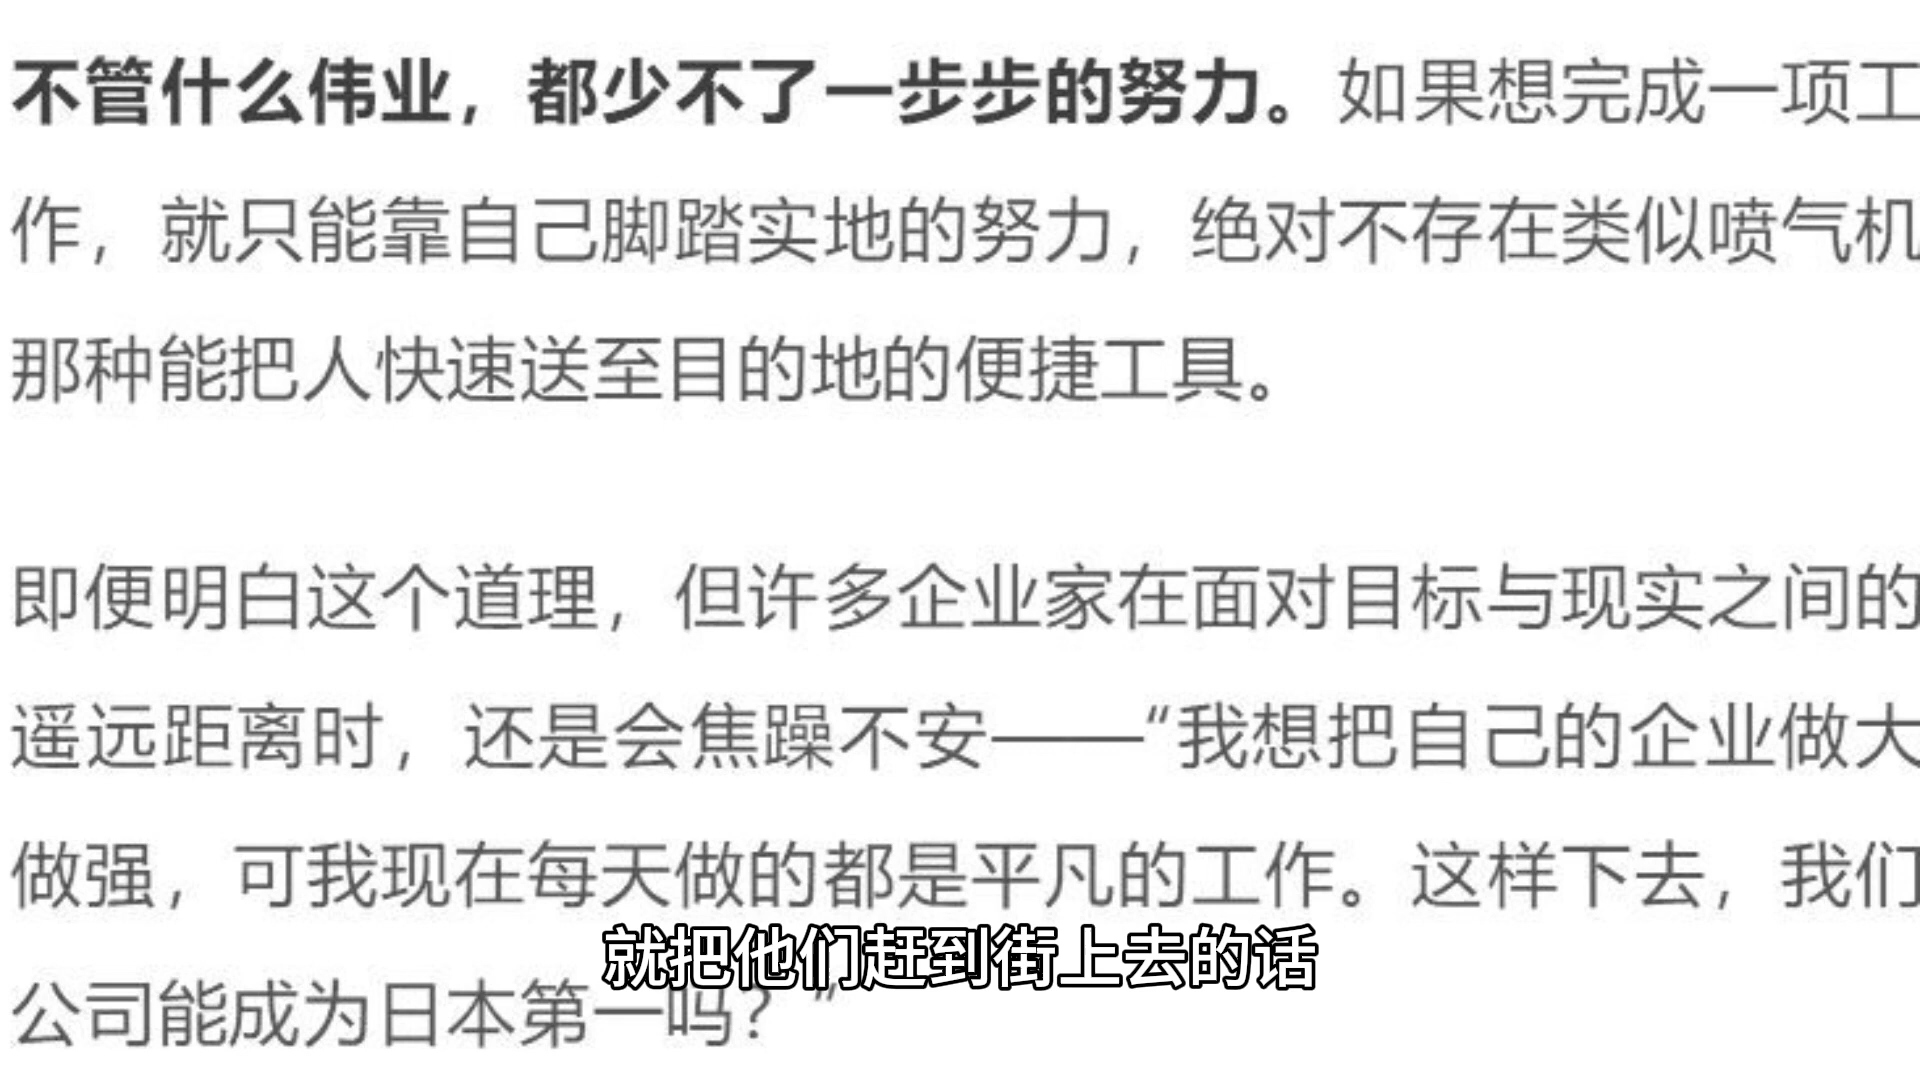 不管什么伟业，都少不了一步步的努力。如果想完成一项工
作，就只能靠自己脚踏实地的努力，绝对不存在类似喷气机
那种能把人快速送至目的地的便捷工具。
即便明白这个道理，但许多企业家在面对目标与现实之间的
遥远距离时，还是会焦躁不安——“我想把自己的企业做大
做强，可我现在每天做的都是平凡的工作。这样下去，我们
就把他们赶到街上去的话
公司能成为日本第一吗？”